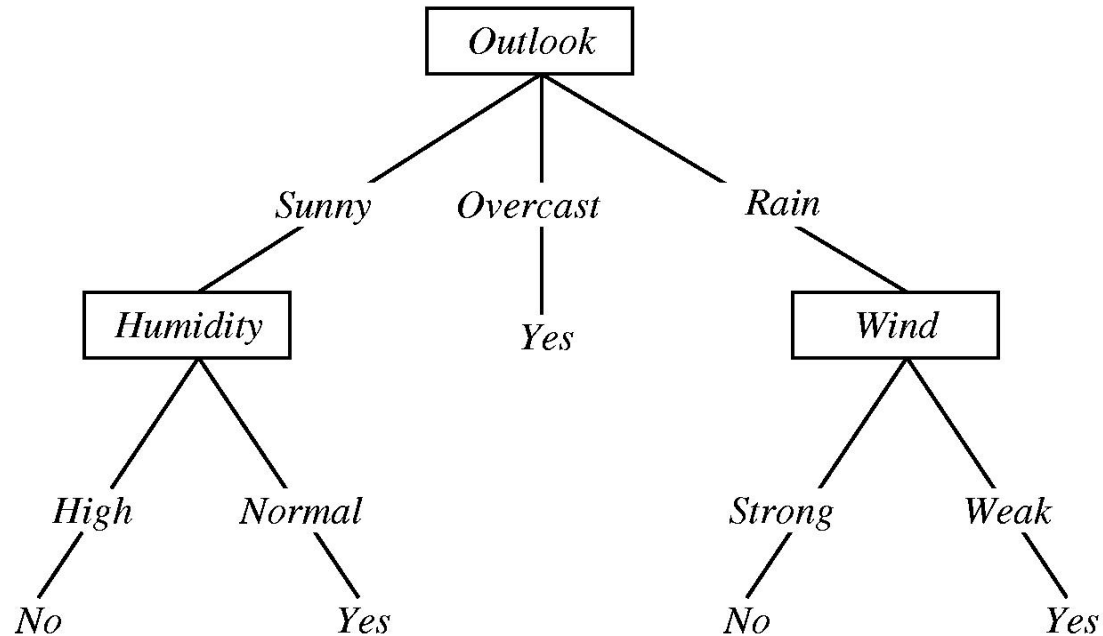 Outlook
Sunny Overcast Rain
Humidity Yes Wind
High Normal Strong Weak
No Yes No Yes